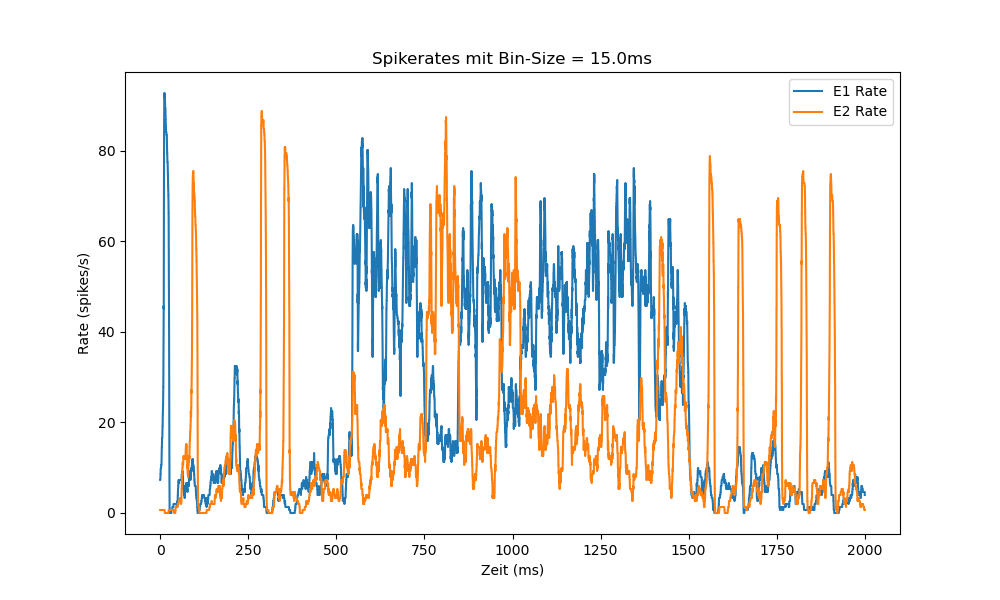 Spikerates mit Bin-Size = 15.0ms
E1 Rate
E2 Rate
Rate (spikes/s)
80
60
40
20
0
0 250 500 750 1000 1250 1500 1750 2000
Zeit (ms)